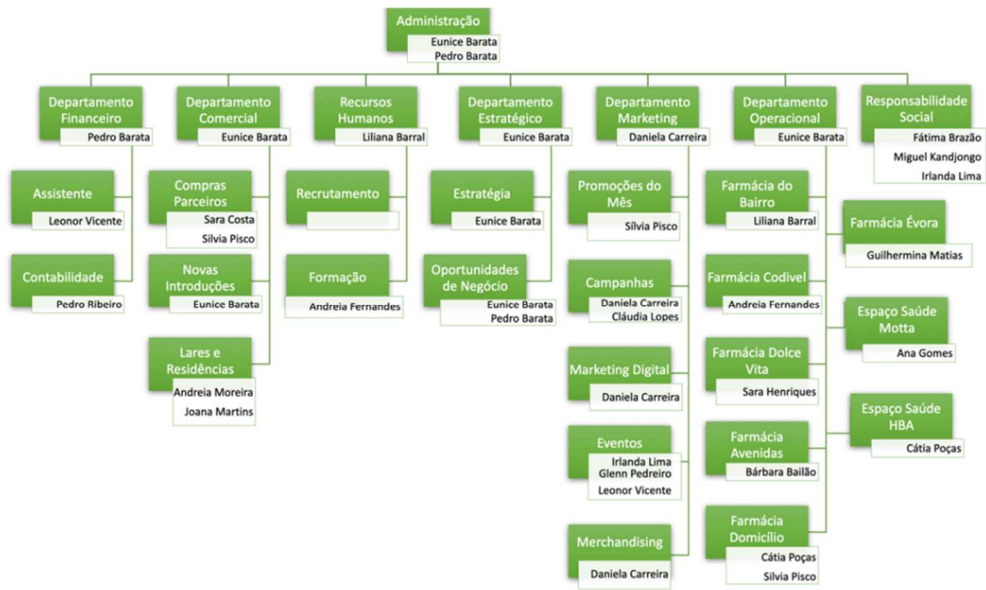 Administração
Eunice Barata
Pedro Barata
Departamento
Financeiro
Pedro Barata
Assistente
Leonor Vicente
Contabilidade
Pedro Ribeiro
Departamento
Comercial
Eunice Barata
Compras
Parceiros
Sara Costa
Silvia Pisco
Novas
Introduções
Eunice Barata
Lares e
Residências
Andreia Moreira
Joana Martins
Recursos
Humanos
Liliana Barral
Recrutamento
Formação
Andreia Fernandes
Departamento
Estratégico
Eunice Barata
Estratégia
Eunice Barata
Oportunidades
de Negócio
Eunice Barata
Pedro Barata
Departamento
Marketing
Daniela Carreira
Promoções do
Mês
Sílvia Pisco
Campanhas
Daniela Carreira
Cláudia Lopes
Marketing Digital
Daniela Carreira
Eventos
Irlanda Lima
Glenn Pedreiro
Leonor Vicente
Merchandising
Daniela Carreira
Departamento
Operacional
Eunice Barata
Farmácia do
Bairro
Liliana Barral
Farmácia Codivel
Andreia Fernandes
Farmácia Dolce
Vita
Sara Henriques
Farmácia
Avenidas
Bárbara Bailão
Farmácia
Domicílio
Cátia Poças
Silvia Pisco
Farmácia Évora
Guilhermina Matias
Espaço Saúde
Motta
Ana Gomes
Espaço Saúde
HBA
Cátia Poças
Responsabilidade
Social
Fátima Brazão
Miguel Kandjongo
Irlanda Lima